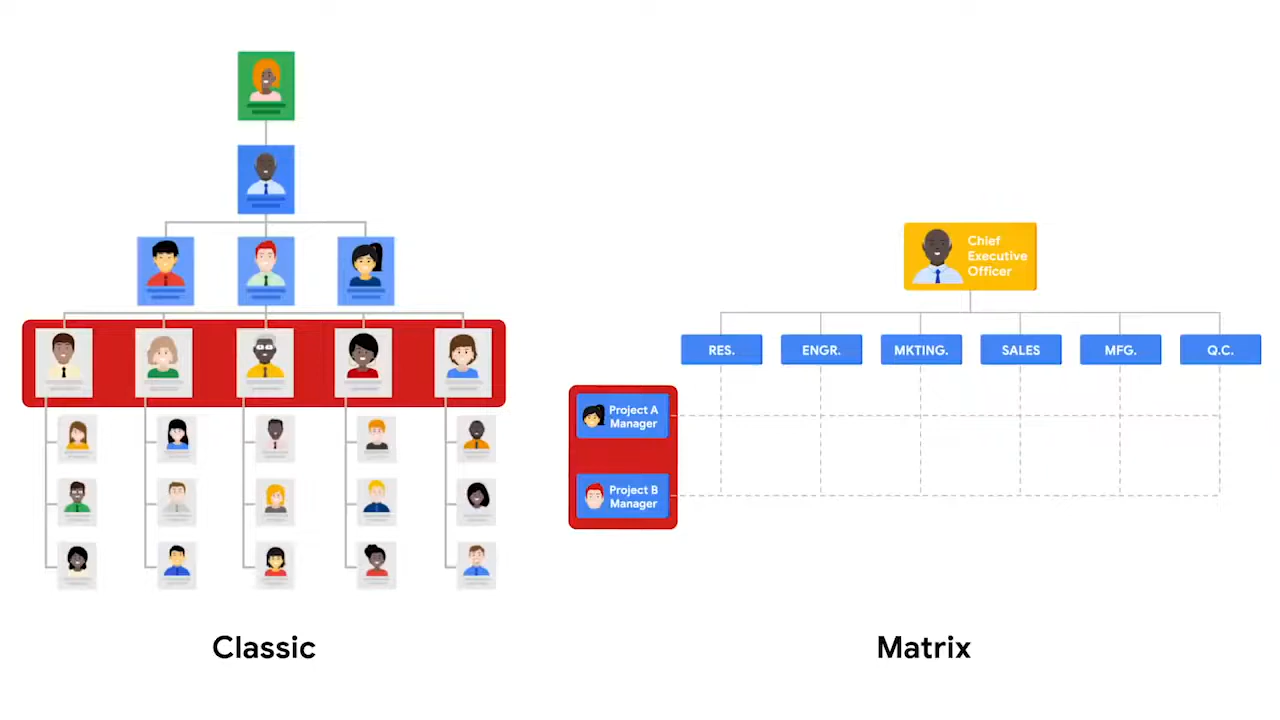 Chief
Executive
Officer
RES.
ENGR.
MKTING.
SALES
MFG.
Q.C.
Project A
Manager
Project B
Manager
Classic
Matrix